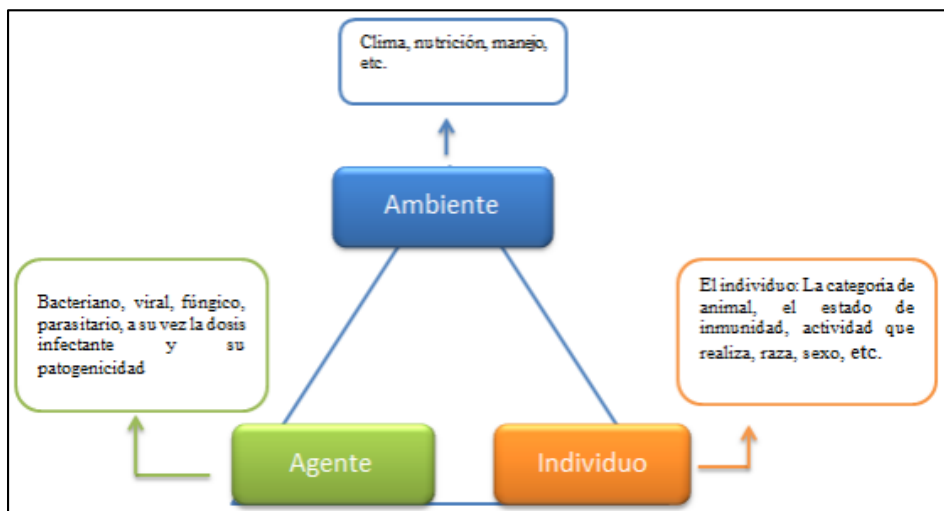 Clima, nutrición, manejo,
etc.
Ambiente
Bacteriano, viral, fúngico,
parasitario, a su vez la dosis
infectante y su
patogenicidad
El individuo: La categoría de
animal, el estado de
inmunidad, actividad que
realiza, raza, sexo, etc.
Agente
Individuo